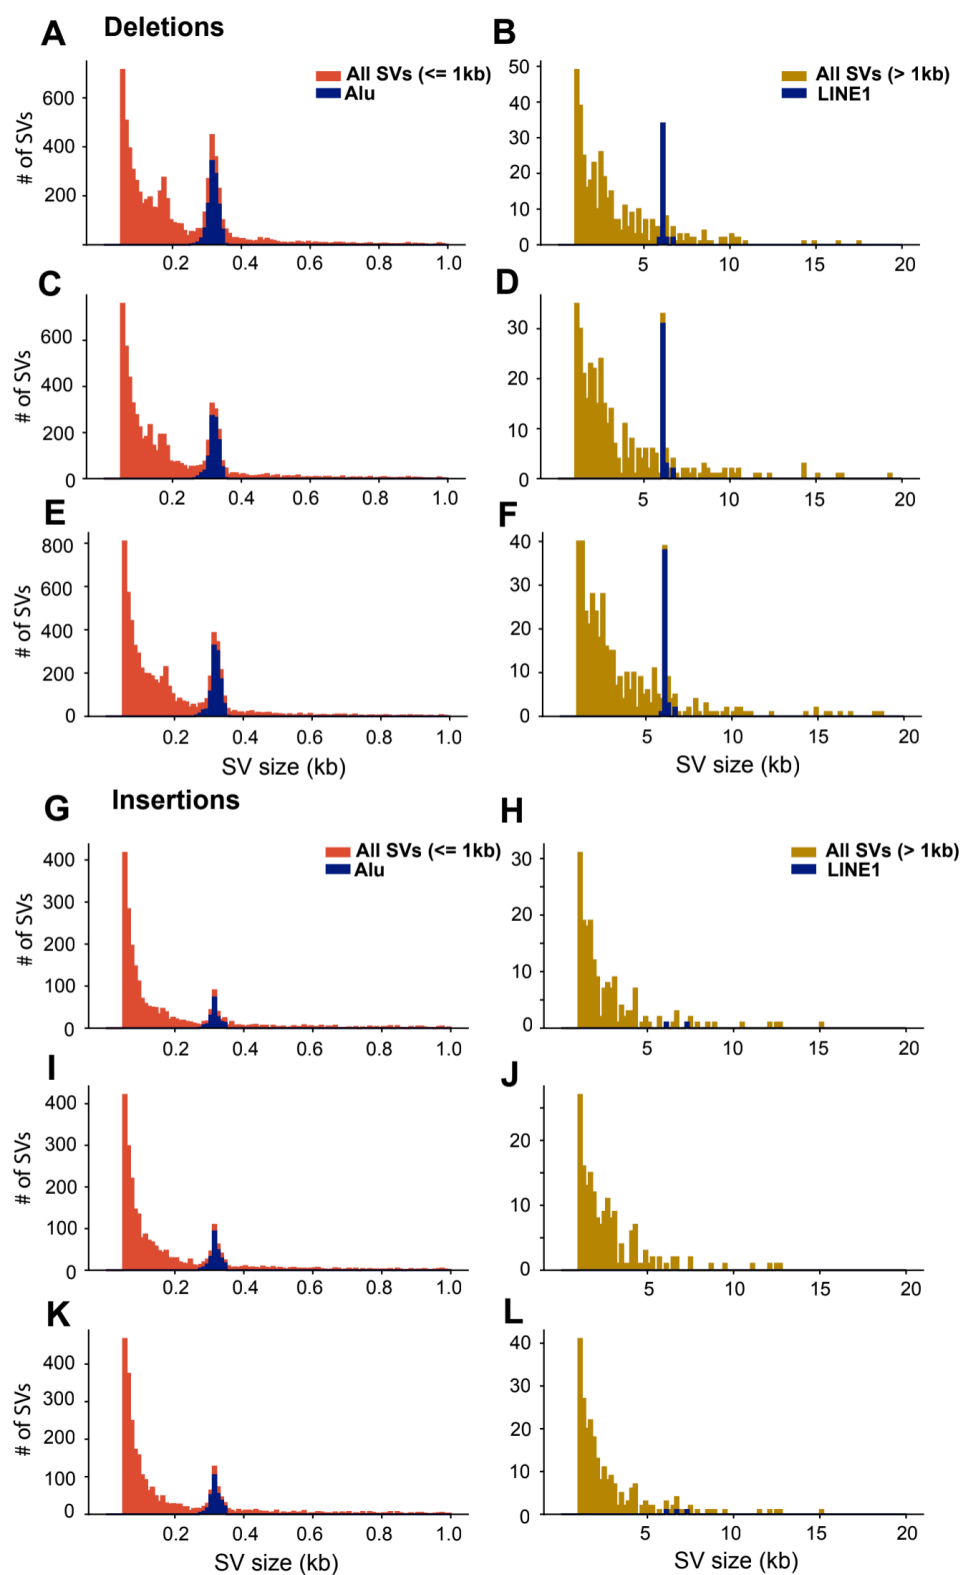 A Deletions
All SVs (<= 1kb)
Alu
# of SVs
600
400
200
0.2 0.4 0.6 0.8 1.0
B
All SVs (> 1kb)
LINE1
50
40
30
20
10
0
5 10 15 20
C
# of SVs
600
400
200
0
0.2 0.4 0.6 0.8 1.0
D
30
20
10
0
5 10 15 20
E
# of SVs
800
600
400
200
0
0.2 0.4 0.6 0.8 1.0
SV size (kb)
F
40
30
20
10
0
5 10 15 20
SV size (kb)
G Insertions
All SVs (<= 1kb)
Alu
# of SVs
400
300
200
100
0
0.2 0.4 0.6 0.8 1.0
H
All SVs (> 1kb)
LINE1
30
20
10
0
5 10 15 20
I
# of SVs
400
300
200
100
0
0.2 0.4 0.6 0.8 1.0
J
20
10
0
5 10 15 20
K
# of SVs
400
300
200
100
0
0.2 0.4 0.6 0.8 1.0
SV size (kb)
L
40
30
20
10
0
5 10 15 20
SV size (kb)